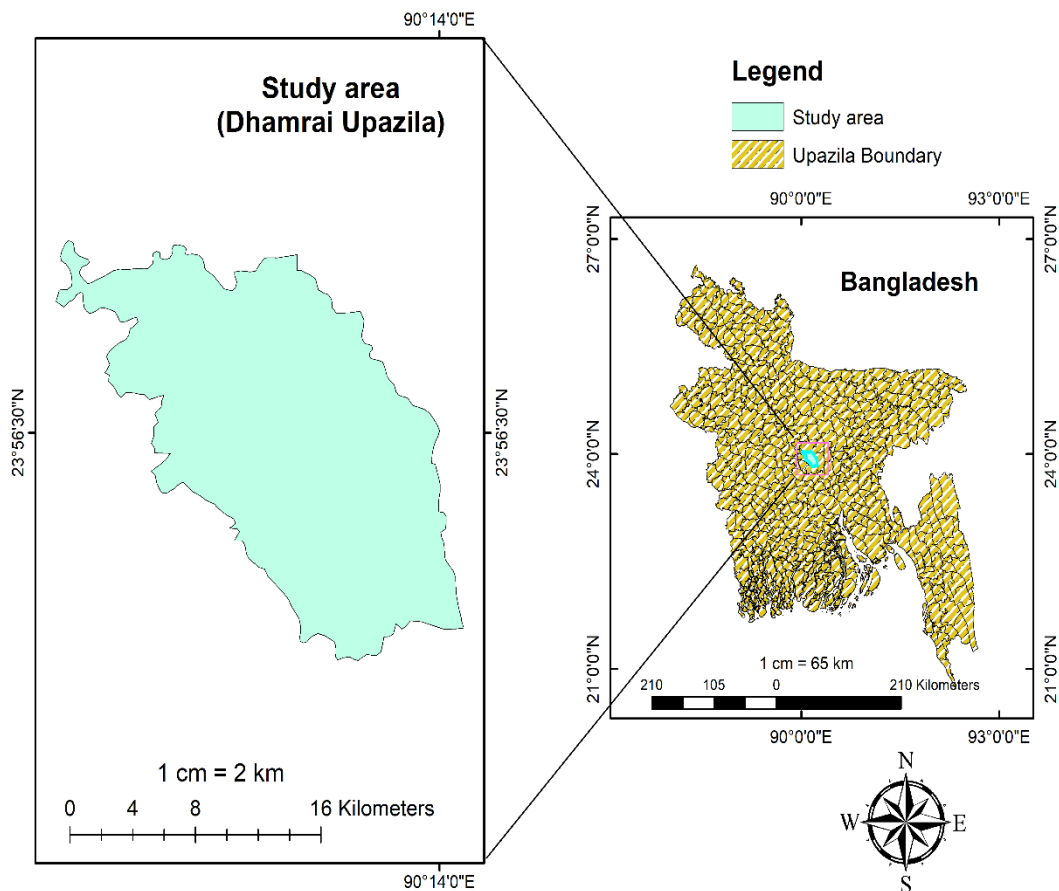 90°14'0"E
Study area
(Dhamrai Upazila)
23°56'30"N
23°56'30"N
1 cm = 2 km
0 4 8 16 Kilometers
90°14'0"E
Legend
Study area
Upazila Boundary
90°0'0"E 93°0'0"E
27°0'0"N
27°0'0"N
Bangladesh
24°0'0"N
24°0'0"N
21°0'0"N
21°0'0"N
1 cm = 65 km
210 105 0 210 Kilometers
90°0'0"E 93°0'0"E
N
W E
S